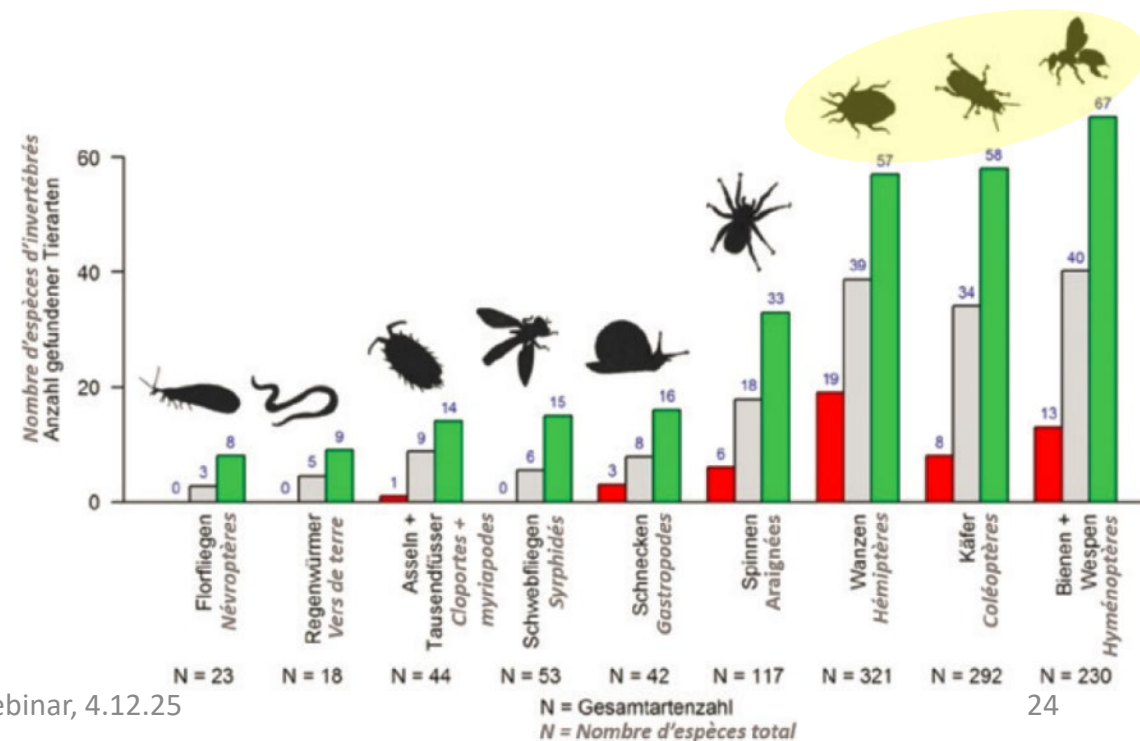 Nombre d'espèces d'invertébrés
Anzahl gefundener Tierarten
60
40
20
0
0 3 8
0 5 9
1 9 14
0 6 15
3 8 16
6 18 33
19 39 57
8 34 58
13 40 67
Florfliegen
Névroptères
Regenwürmer
Vers de terre
Asseln +
Tausendfüsser
Cloportes +
myriapodes
Schwebfliegen
Syrphidés
Schnecken
Gastropodes
Spinnen
Araignées
Wanzen
Hémiptères
Käfer
Coléoptères
Bienen +
Wespen
Hyménoptères
N = 23 N = 18 N = 44 N = 53 N = 42 N = 117 N = 321 N = 292 N = 230
ebinar, 4.12.25
N = Gesamtartenzahl
N = Nombre d'espèces total
24